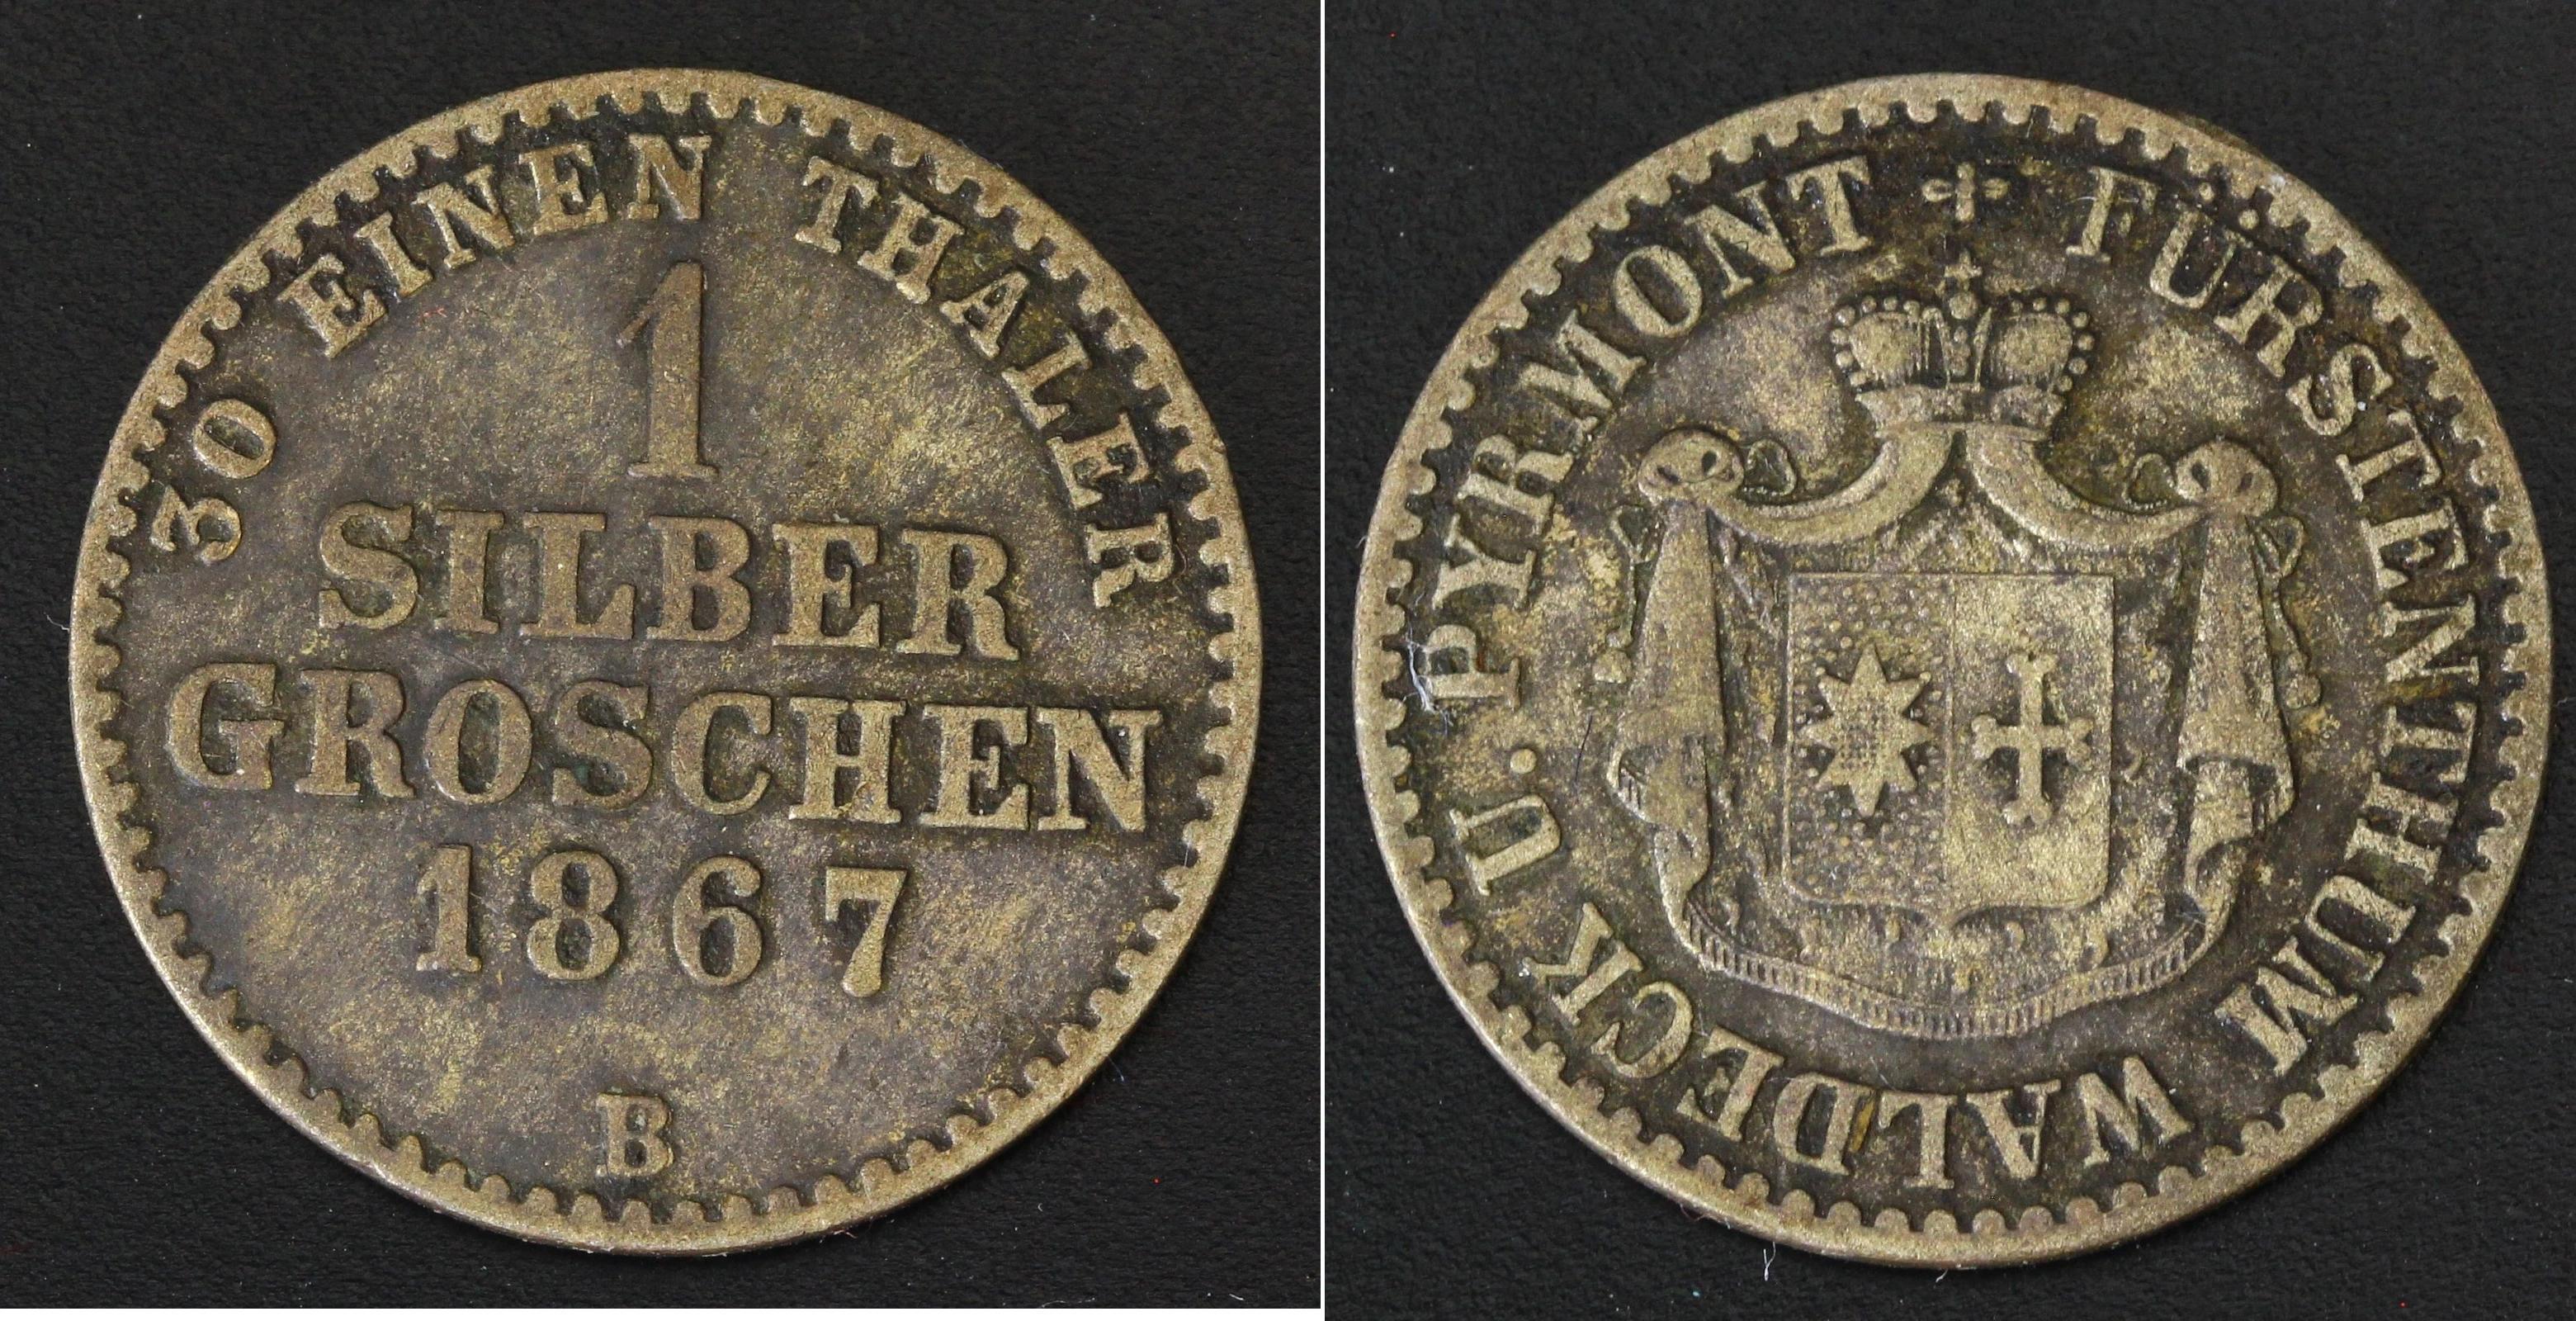 30 EINEN THALER
1
SILBER
GROSCHEN
1867
B
FÜRSTENTHUM WALDECK U. PYRMONT